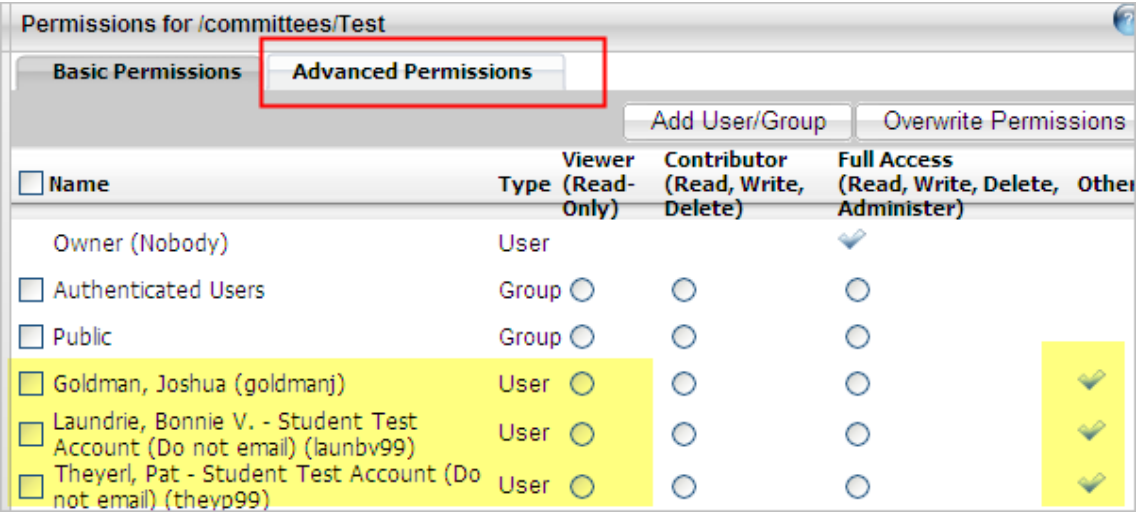 Permissions for /committees/Test
?
Basic Permissions Advanced Permissions
Add User/Group Overwrite Permissions
Name Type Viewer (Read-Only) Contributor (Read, Write, Delete) Full Access (Read, Write, Delete, Administer) Other
Owner (Nobody) User
Authenticated Users Group
Public Group
Goldman, Joshua (goldmanj) User
Laundrie, Bonnie V. - Student Test
Account (Do not email) (launbv99) User
Theyerl, Pat - Student Test Account (Do
not email) (theyp99) User